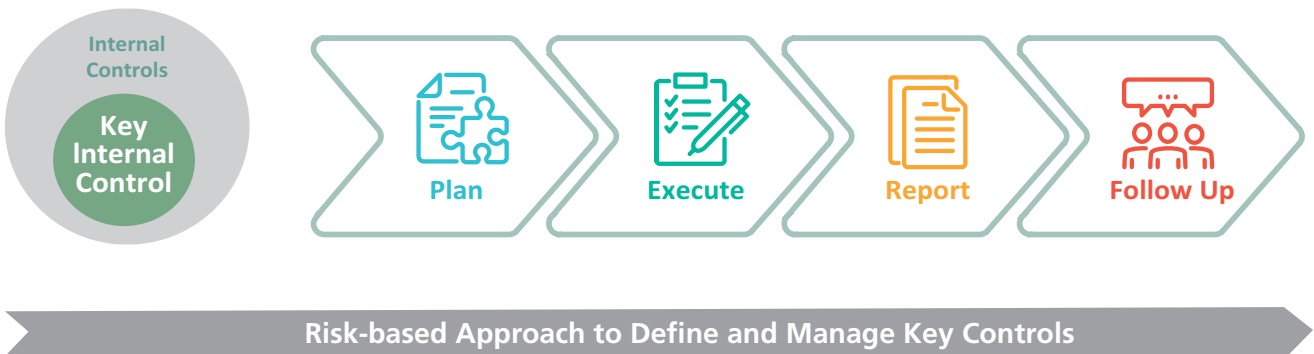 Internal
Controls
Key
Internal
Control
Plan
Execute
Report
Follow Up
Risk-based Approach to Define and Manage Key Controls